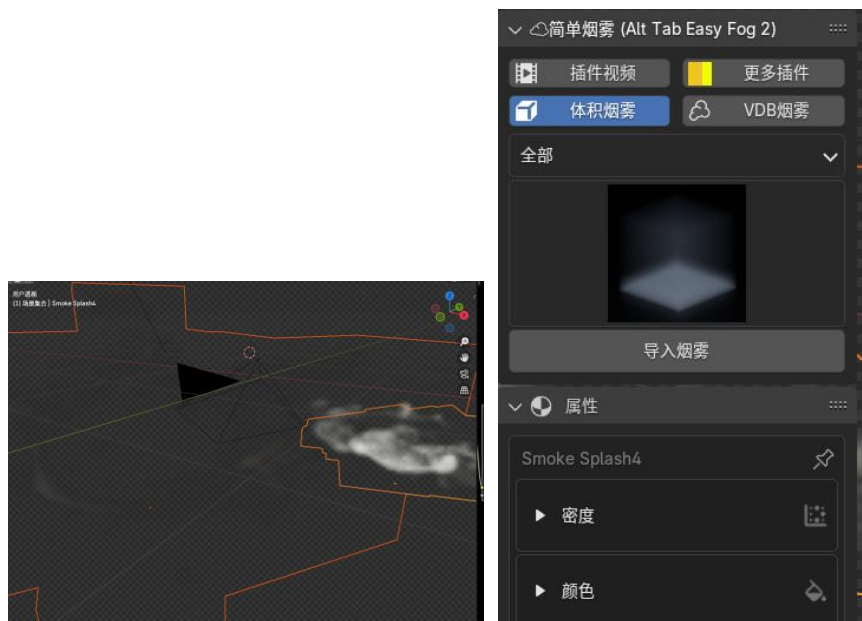 用户透视
(1) 场景集合 | Smoke Splash4
简单烟雾 (Alt Tab Easy Fog 2)
插件视频
更多插件
体积烟雾
VDB烟雾
全部
导入烟雾
属性
Smoke Splash4
密度
颜色